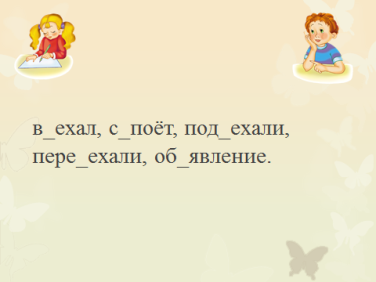 в_ехал, с_поёт, под_ехали,
пере_ехали, об_явление.